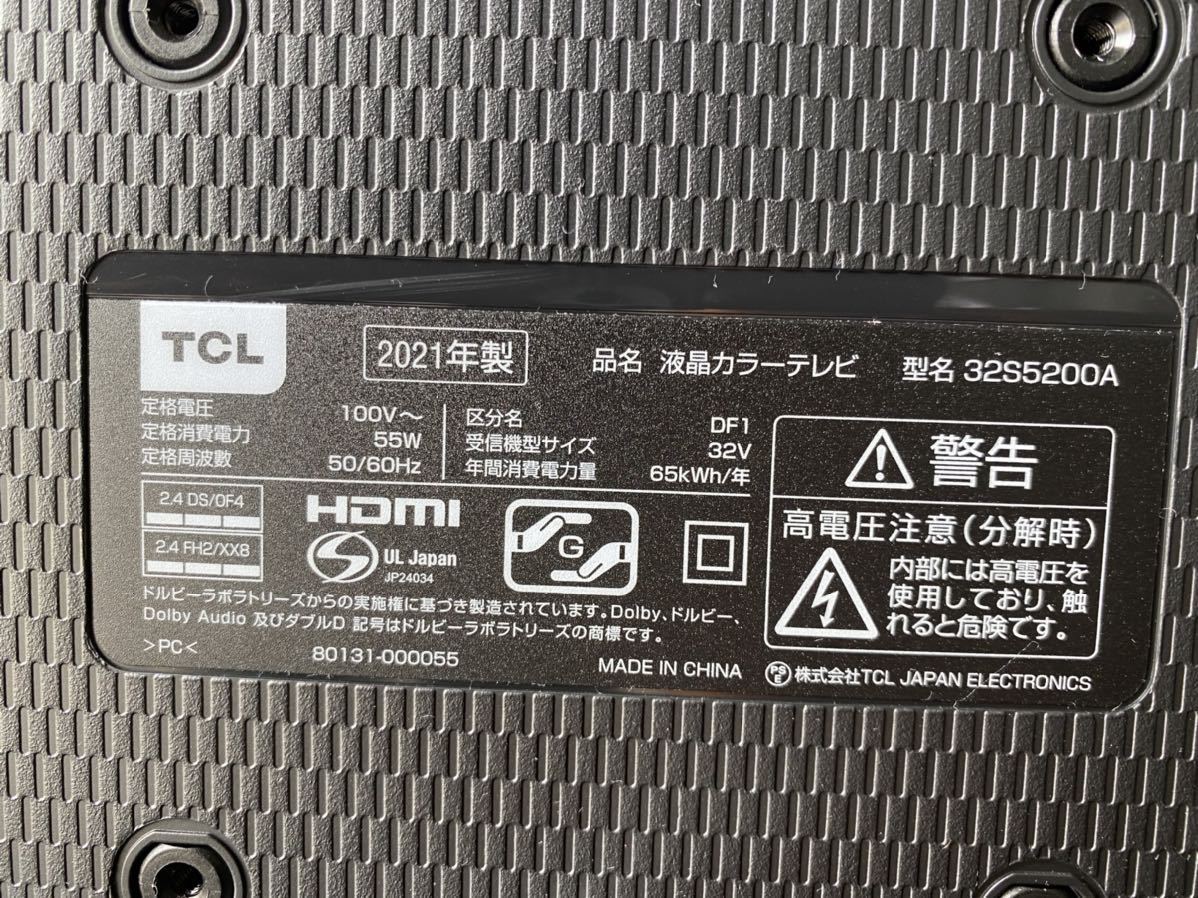 TCL
2021年製
品名 液晶カラーテレビ 型名 32S5200A
定格電圧 100V～
定格消費電力 55W
定格周波数 50/60Hz
区分名 DF1
受信機型サイズ 32V
年間消費電力量 65kWh/年
2.4 DS/OF4
2.4 FH2/XX8
HDMI
S UL Japan
JP24034
G
ドルビーラボラトリーズからの実施権に基づき製造されています。Dolby、ドルビー、
Dolby Audio 及びダブルD 記号はドルビーラボラトリーズの商標です。
>PC<
80131-000055
MADE IN CHINA
警告
高電圧注意(分解時)
内部には高電圧を
使用しており、触
れると危険です。
PSE 株式会社TCL JAPAN ELECTRONICS